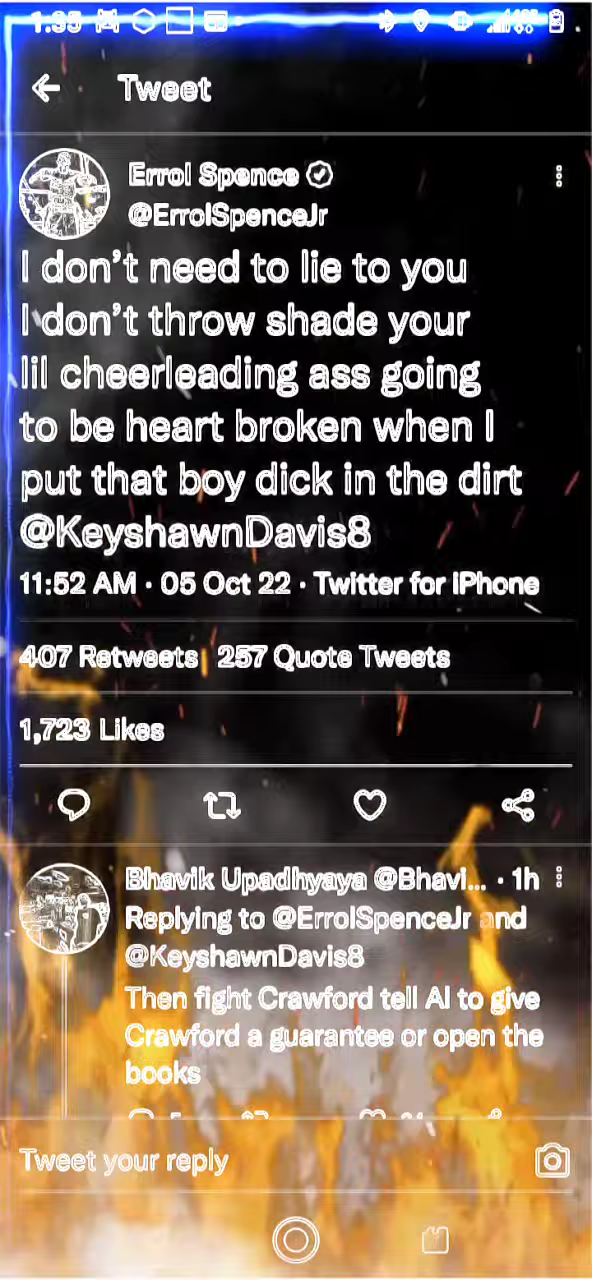 1:35
Tweet
Errol Spence
@ErrolSpenceJr
I don't need to lie to you
I don't throw shade your
lil cheerleading ass going
to be heart broken when I
put that boy dick in the dirt
@KeyshawnDavis8
11:52 AM · 05 Oct 22 · Twitter for iPhone
407 Retweets 257 Quote Tweets
1,723 Likes
Bhavik Upadhyaya @Bhavi... · 1h
Replying to @ErrolSpenceJr and
@KeyshawnDavis8
Then fight Crawford tell Al to give
Crawford a guarantee or open the
books
Tweet your reply